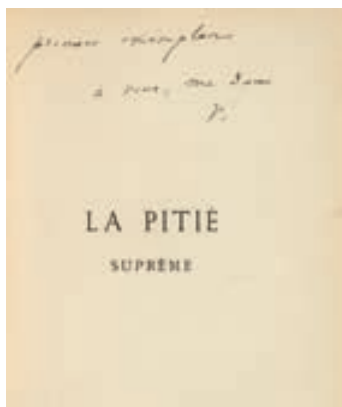 premier exemplaire
à vous, ma Dame
V.
LA PITIÉ
SUPRÊME